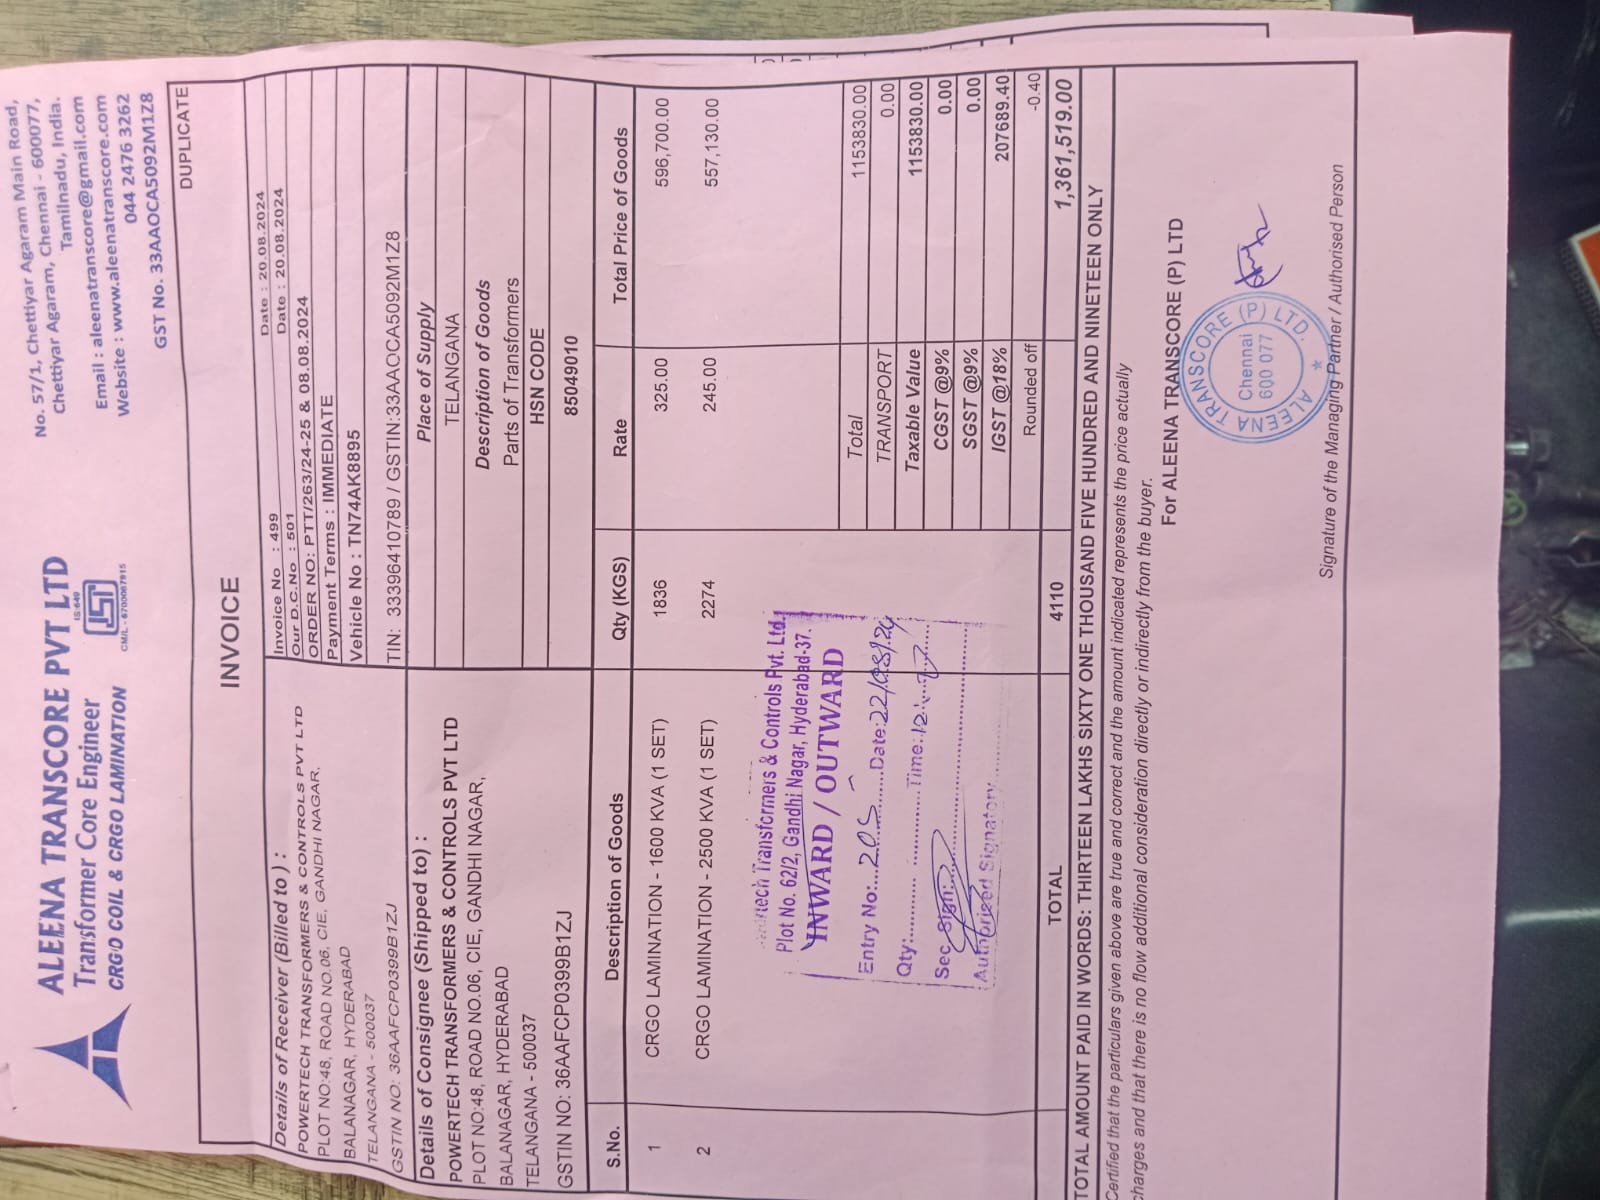 ALEENA TRANSCORE PVT LTD
Transformer Core Engineer
CRGO COIL & CRGO LAMINATION
IS:649
ISI
CM/L - 6700087915
No. 57/1, Chettiyar Agaram Main Road,
Chettiyar Agaram, Chennai - 600077,
Tamilnadu, India.
Email : aleenatranscore@gmail.com
Website : www.aleenatranscore.com
044 2476 3262
GST No. 33AAOCA5092M1Z8
DUPLICATE
INVOICE
Details of Receiver (Billed to ) :
POWERTECH TRANSFORMERS & CONTROLS PVT LTD
PLOT NO:48, ROAD NO.06, CIE, GANDHI NAGAR,
BALANAGAR, HYDERABAD
TELANGANA - 500037
GSTIN NO: 36AAFCP0399B1ZJ
Invoice No : 499 Date : 20.08.2024
Our D.C.No : 501 Date : 20.08.2024
ORDER NO: PTT/263/24-25 & 08.08.2024
Payment Terms : IMMEDIATE
Vehicle No : TN74AK8895
TIN: 33396410789 / GSTIN:33AAOCA5092M1Z8
Details of Consignee (Shipped to) :
POWERTECH TRANSFORMERS & CONTROLS PVT LTD
PLOT NO:48, ROAD NO.06, CIE, GANDHI NAGAR,
BALANAGAR, HYDERABAD
TELANGANA - 500037
GSTIN NO: 36AAFCP0399B1ZJ
Place of Supply
TELANGANA
Description of Goods
Parts of Transformers
HSN CODE
85049010
S.No. Description of Goods Qty (KGS) Rate Total Price of Goods
1 CRGO LAMINATION - 1600 KVA (1 SET) 1836 325.00 596,700.00
2 CRGO LAMINATION - 2500 KVA (1 SET) 2274 245.00 557,130.00
Transformers & Controls Pvt. Ltd.
Plot No. 62/2, Gandhi Nagar, Hyderabad-37.
INWARD / OUTWARD
Entry No:....205.....Date:22/08/24
Qty:................Time:12
Sec. Sign:
Authorized Signatory
Total 1153830.00
TRANSPORT 0.00
Taxable Value 1153830.00
CGST @9% 0.00
SGST @9% 0.00
IGST @18% 207689.40
Rounded off -0.40
TOTAL 4110 1,361,519.00
TOTAL AMOUNT PAID IN WORDS: THIRTEEN LAKHS SIXTY ONE THOUSAND FIVE HUNDRED AND NINETEEN ONLY
Certified that the particulars given above are true and correct and the amount indicated represents the price actually
charges and that there is no flow additional consideration directly or indirectly from the buyer.
For ALEENA TRANSCORE (P) LTD
ALEENA TRANSCORE (P) LTD.
Chennai
600 077
Signature of the Managing Partner / Authorised Person